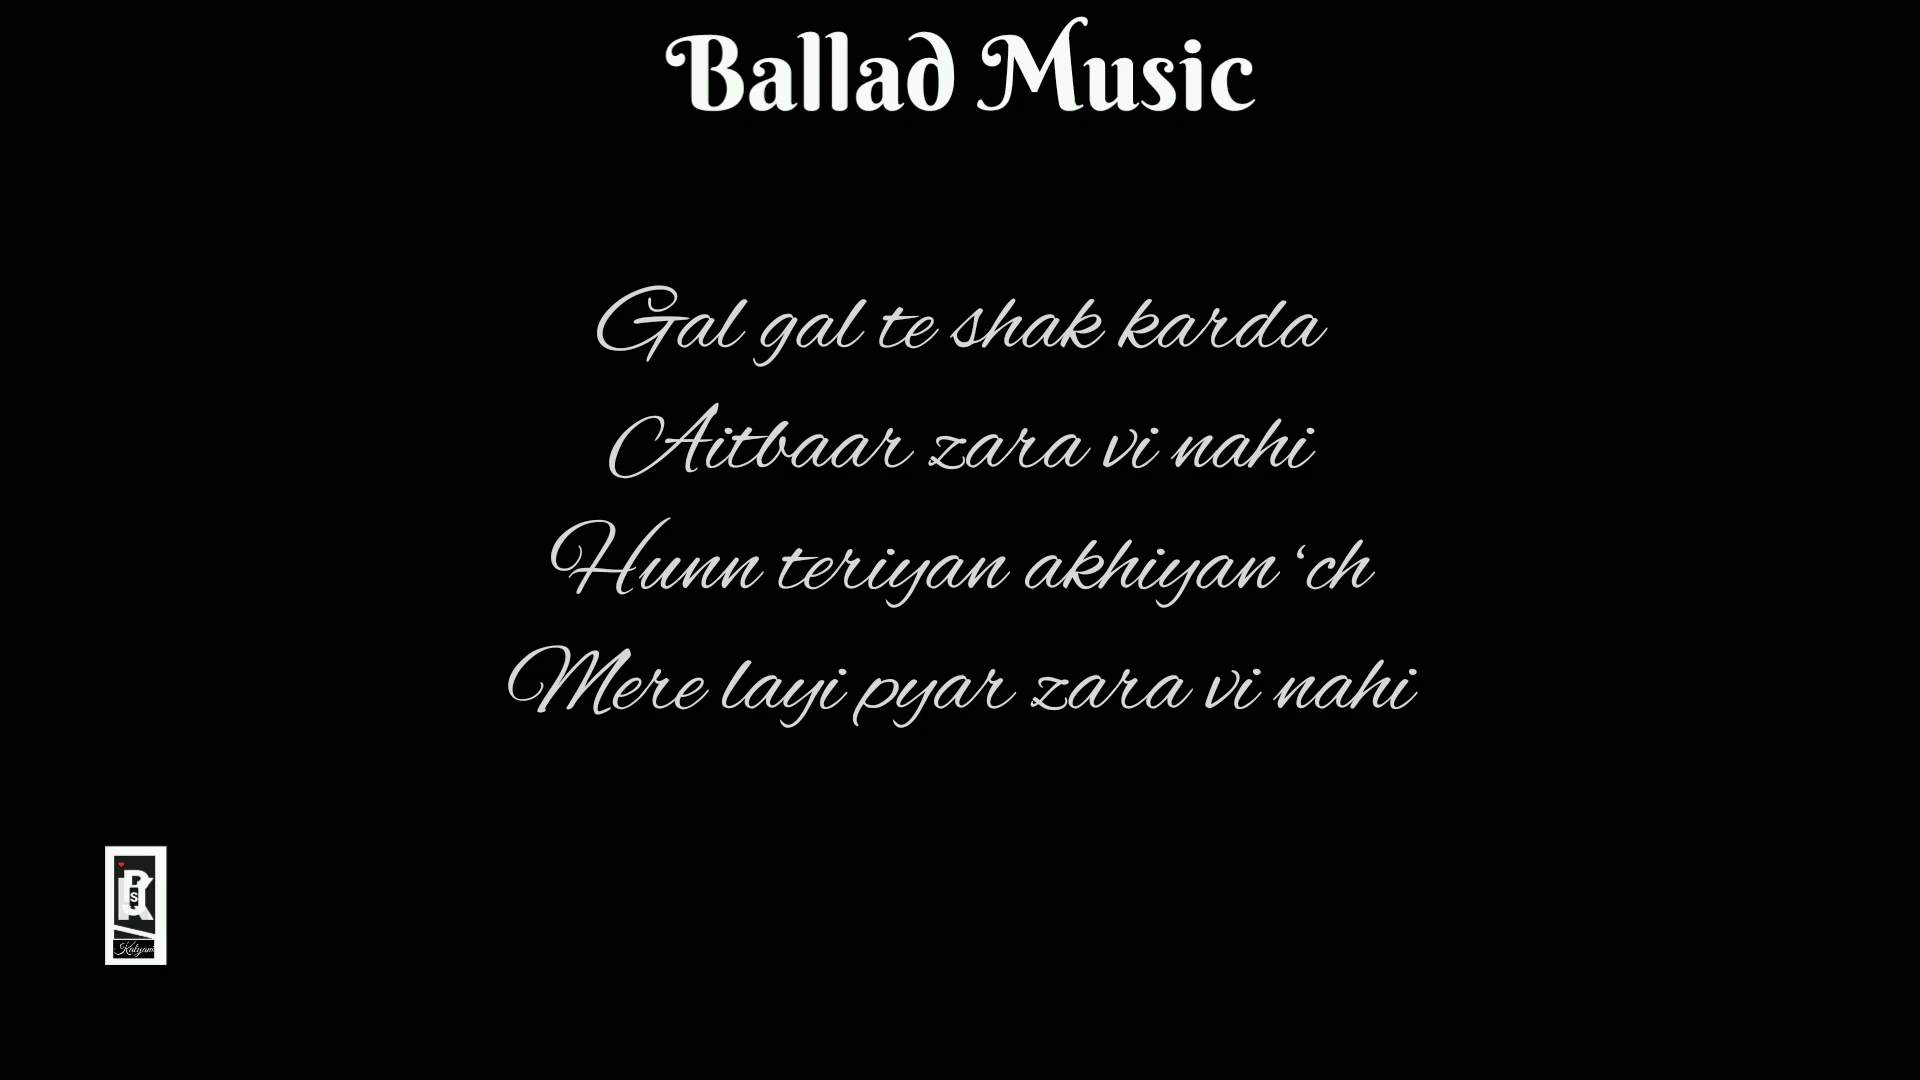 Ballad Music
Gal gal te shak karda
Aitbaar zara vi nahi
Hunn teriyan akhiyan ‘ch
Mere layi pyar zara vi nahi
Kalyani